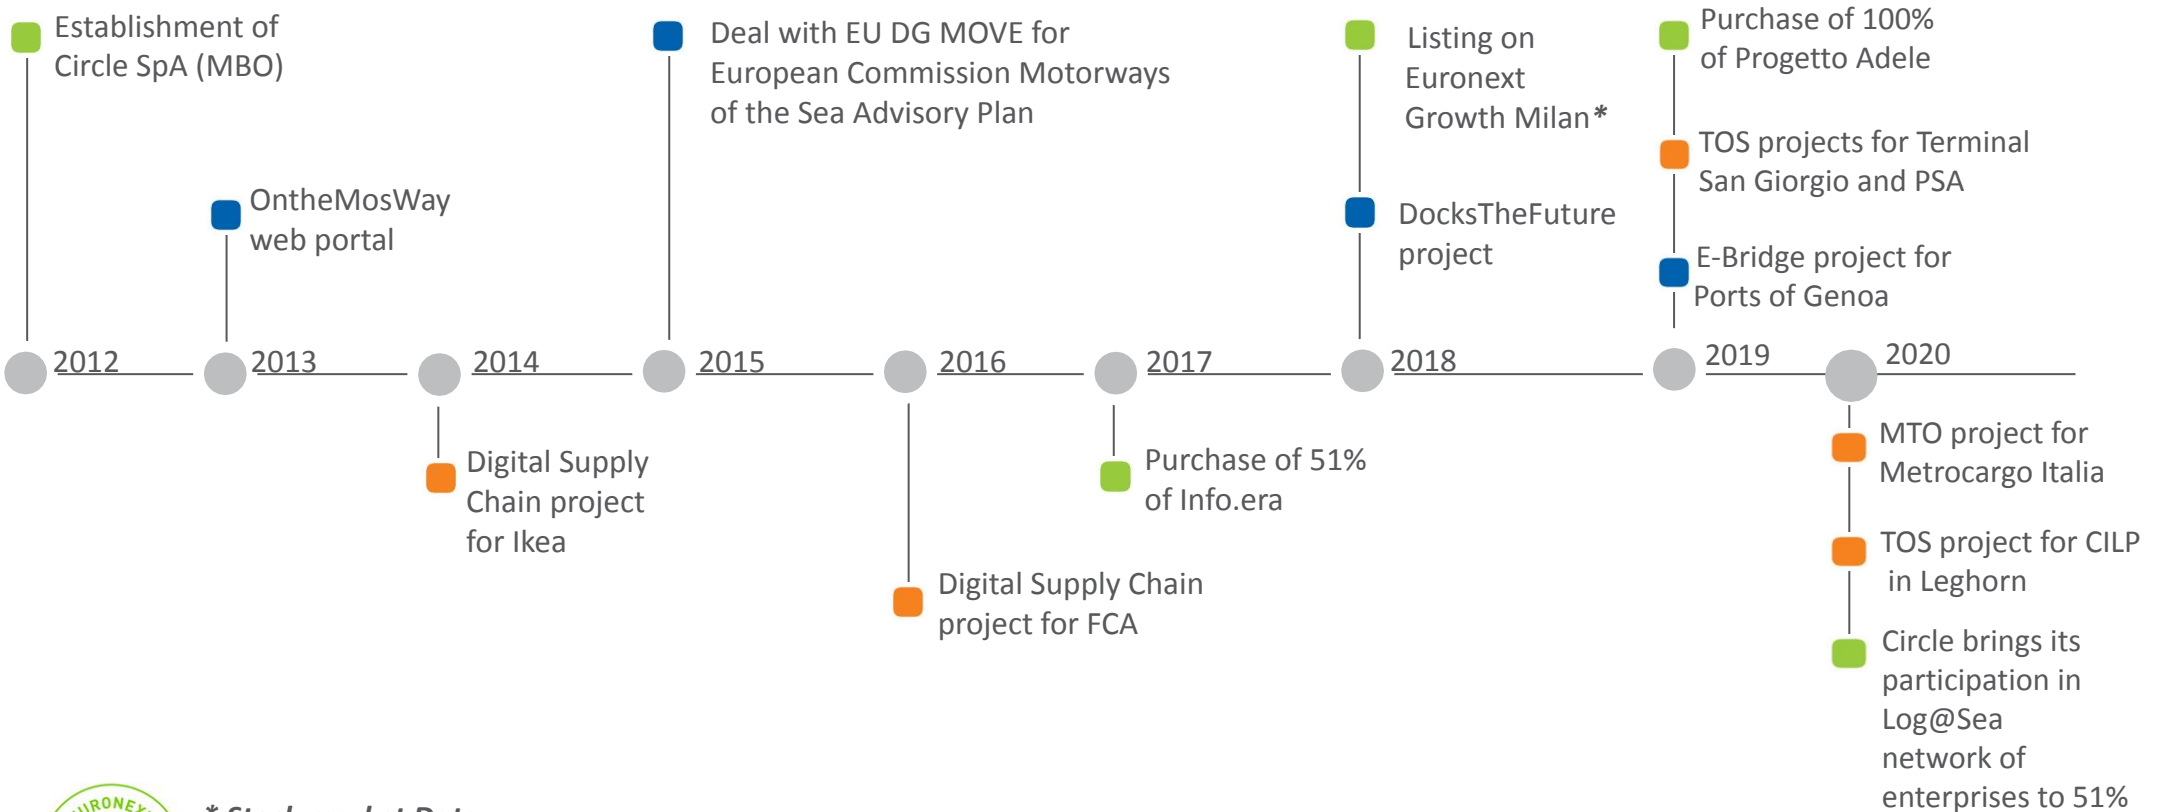 Establishment of
Circle SpA (MBO)
Deal with EU DG MOVE for
European Commission Motorways
of the Sea Advisory Plan
Listing on
Euronext
Growth Milan*
Purchase of 100%
of Progetto Adele
TOS projects for Terminal
San Giorgio and PSA
OntheMosWay
web portal
DocksTheFuture
project
E-Bridge project for
Ports of Genoa
2012
2013
2014
2015
2016
2017
2018
2019
2020
Digital Supply
Chain project
for Ikea
Digital Supply Chain
project for FCA
Purchase of 51%
of Info.era
MTO project for
Metrocargo Italia
TOS project for CILP
in Leghorn
Circle brings its
participation in
Log@Sea
network of
enterprises to 51%